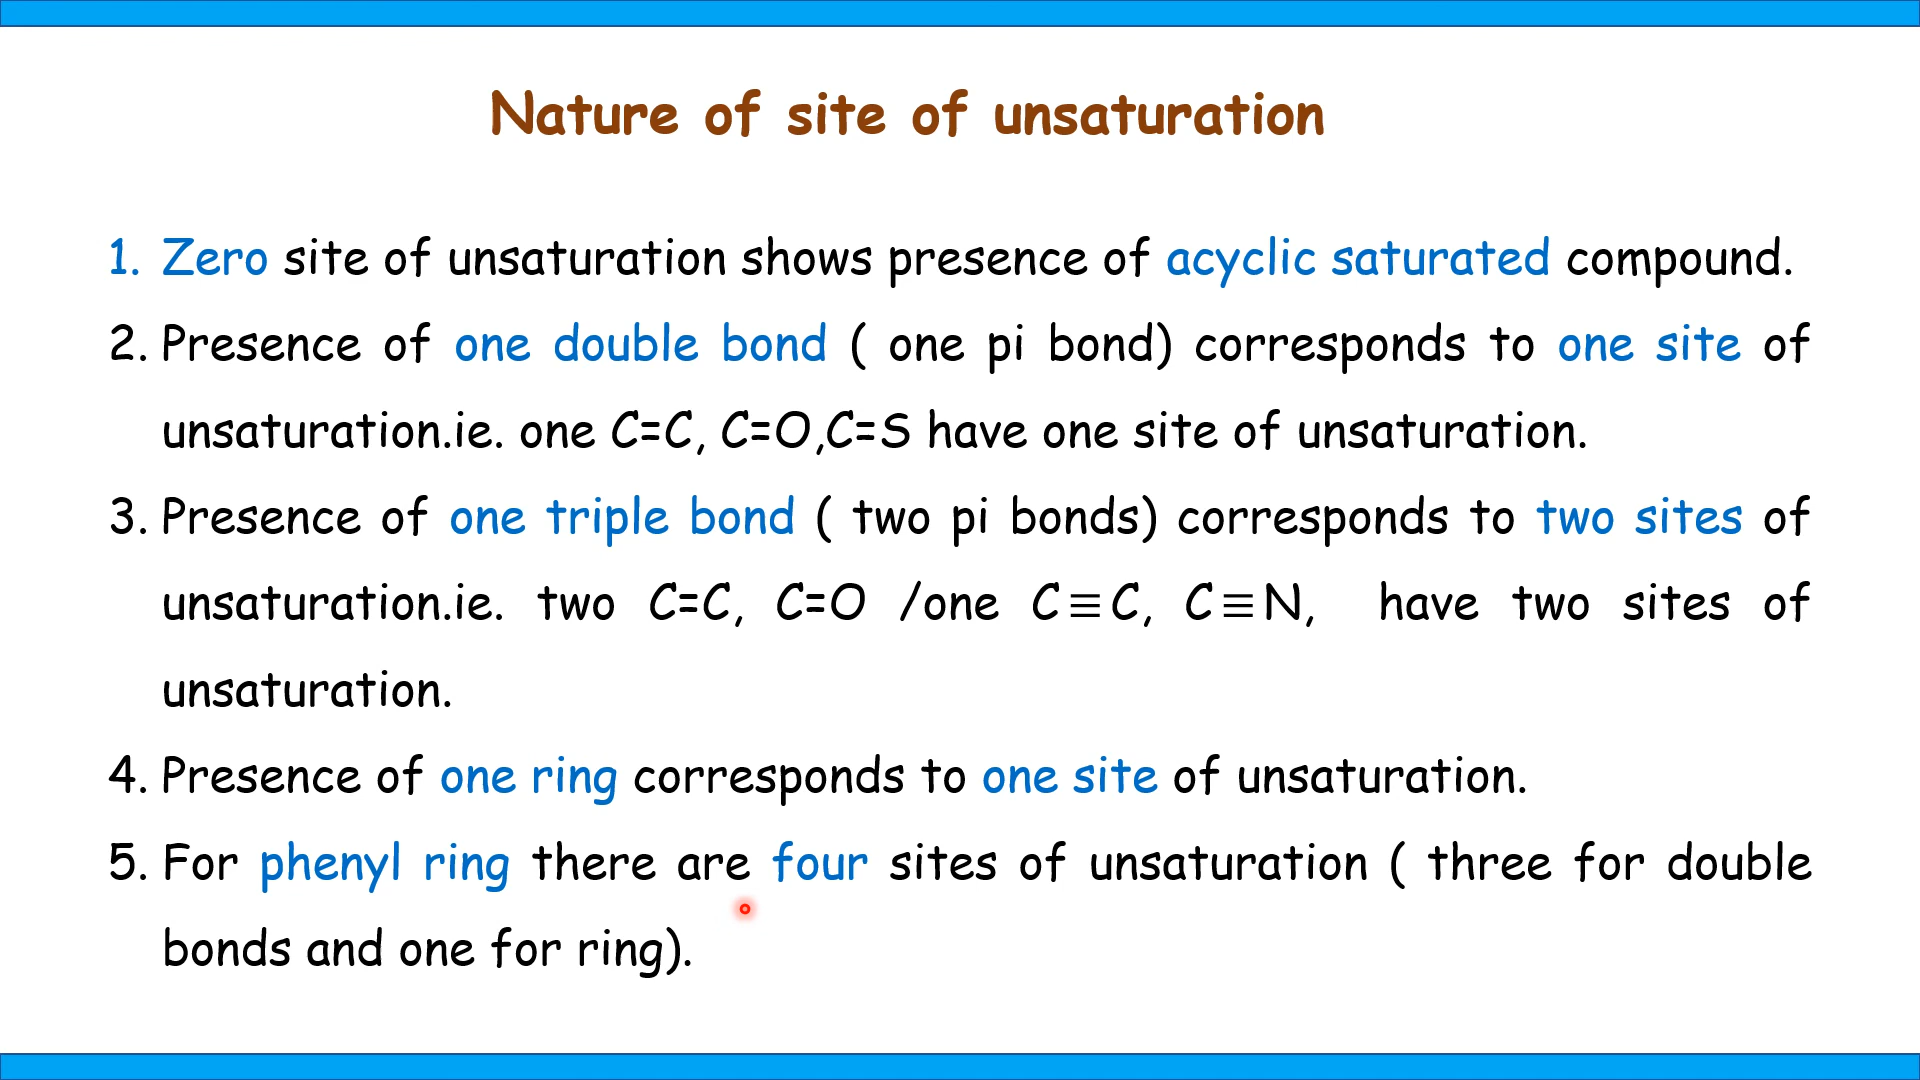 Nature of site of unsaturation
1. Zero site of unsaturation shows presence of acyclic saturated compound.
2. Presence of one double bond ( one pi bond) corresponds to one site of
unsaturation.ie. one C=C, C=O,C=S have one site of unsaturation.
3. Presence of one triple bond ( two pi bonds) corresponds to two sites of
unsaturation.ie. two C=C, C=O /one C≡C, C≡N, have two sites of
unsaturation.
4. Presence of one ring corresponds to one site of unsaturation.
5. For phenyl ring there are four sites of unsaturation ( three for double
bonds and one for ring).